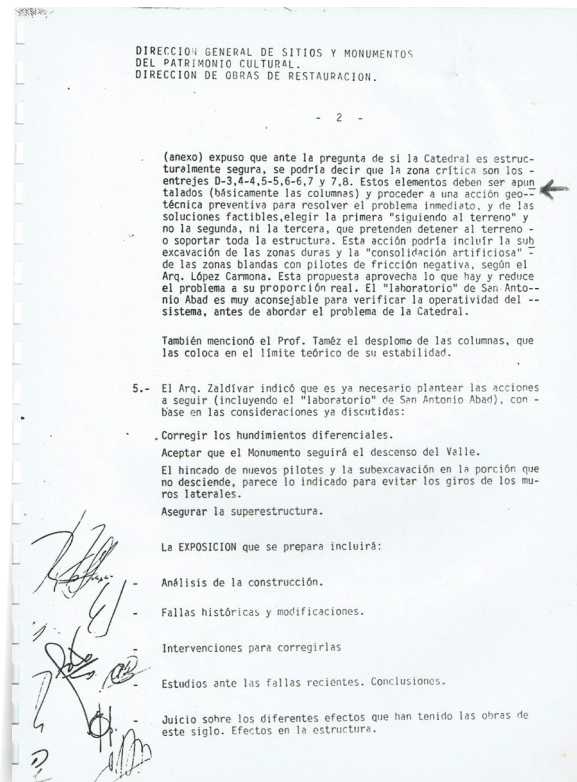 DIRECCION GENERAL DE SITIOS Y MONUMENTOS
DEL PATRIMONIO CULTURAL.
DIRECCION DE OBRAS DE RESTAURACION.
- 2 -
(anexo) expuso que ante la pregunta de si la Catedral es estruc-
turalmente segura, se podría decir que la zona crítica son los -
entrejes D-3,4-4,5-5,6-6,7 y 7,8. Estos elementos deben ser apun
talados (básicamente las columnas) y proceder a una acción geo--
técnica preventiva para resolver el problema inmediato, y de las
soluciones factibles,elegir la primera "siguiendo al terreno" y
no la segunda, ni la tercera, que pretenden detener al terreno -
o soportar toda la estructura. Esta acción podría incluír la sub
excavación de las zonas duras y la "consolidación artificiosa" -
de las zonas blandas con pilotes de fricción negativa, según el
Arq. López Carmona. Esta propuesta aprovecha lo que hay y reduce
el problema a su proporción real. El "laboratorio" de San Anto--
nio Abad es muy aconsejable para verificar la operatividad del --
sistema, antes de abordar el problema de la Catedral.
También mencionó el Prof. Taméz el desplomo de las columnas, que
las coloca en el límite teórico de su estabilidad.
5.- El Arq. Zaldívar indicó que es ya necesario plantear las acciones
a seguir (incluyendo el "laboratorio" de San Antonio Abad), con -
base en las consideraciones ya discutidas:
. Corregir los hundimientos diferenciales.
Aceptar que el Monumento seguirá el descenso del Valle.
El hincado de nuevos pilotes y la subexcavación en la porción que
no desciende, parece lo indicado para evitar los giros de los mu-
ros laterales.
Asegurar la superestructura.
La EXPOSICION que se prepara incluirá:
- Análisis de la construcción.
- Fallas históricas y modificaciones.
- Intervenciones para corregirlas
- Estudios ante las fallas recientes. Conclusiones.
- Juicio sobre los diferentes efectos que han tenido las obras de
este siglo. Efectos en la estructura.